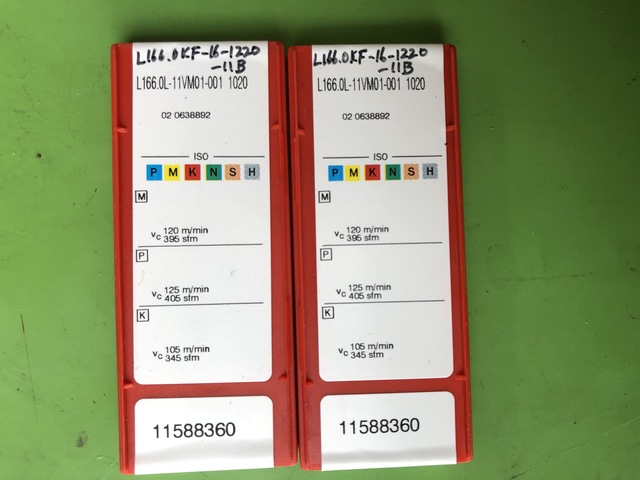 L166.0KF-16-1220
-11B
L166.0L-11VM01-001 1020
02 0638892
ISO
P M K N S H
M
vc 120 m/min
395 sfm
P
vc 125 m/min
405 sfm
K
vc 105 m/min
345 sfm
11588360
L166.0KF-16-1220
-11B
L166.0L-11VM01-001 1020
02 0638892
ISO
P M K N S H
M
vc 120 m/min
395 sfm
P
vc 125 m/min
405 sfm
K
vc 105 m/min
345 sfm
11588360